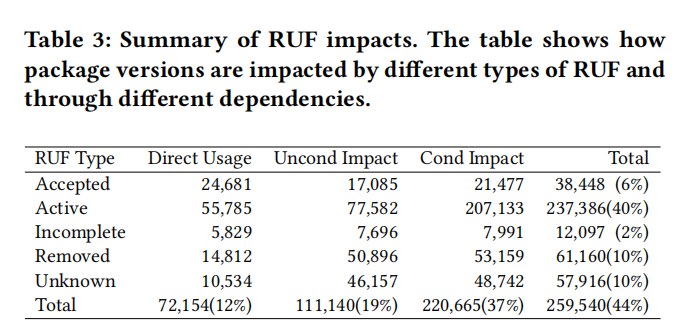 Table 3: Summary of RUF impacts. The table shows how
package versions are impacted by different types of RUF and
through different dependencies.
RUF Type Direct Usage Uncond Impact Cond Impact Total
Accepted 24,681 17,085 21,477 38,448 (6%)
Active 55,785 77,582 207,133 237,386(40%)
Incomplete 5,829 7,696 7,991 12,097 (2%)
Removed 14,812 50,896 53,159 61,160(10%)
Unknown 10,534 46,157 48,742 57,916(10%)
Total 72,154(12%) 111,140(19%) 220,665(37%) 259,540(44%)